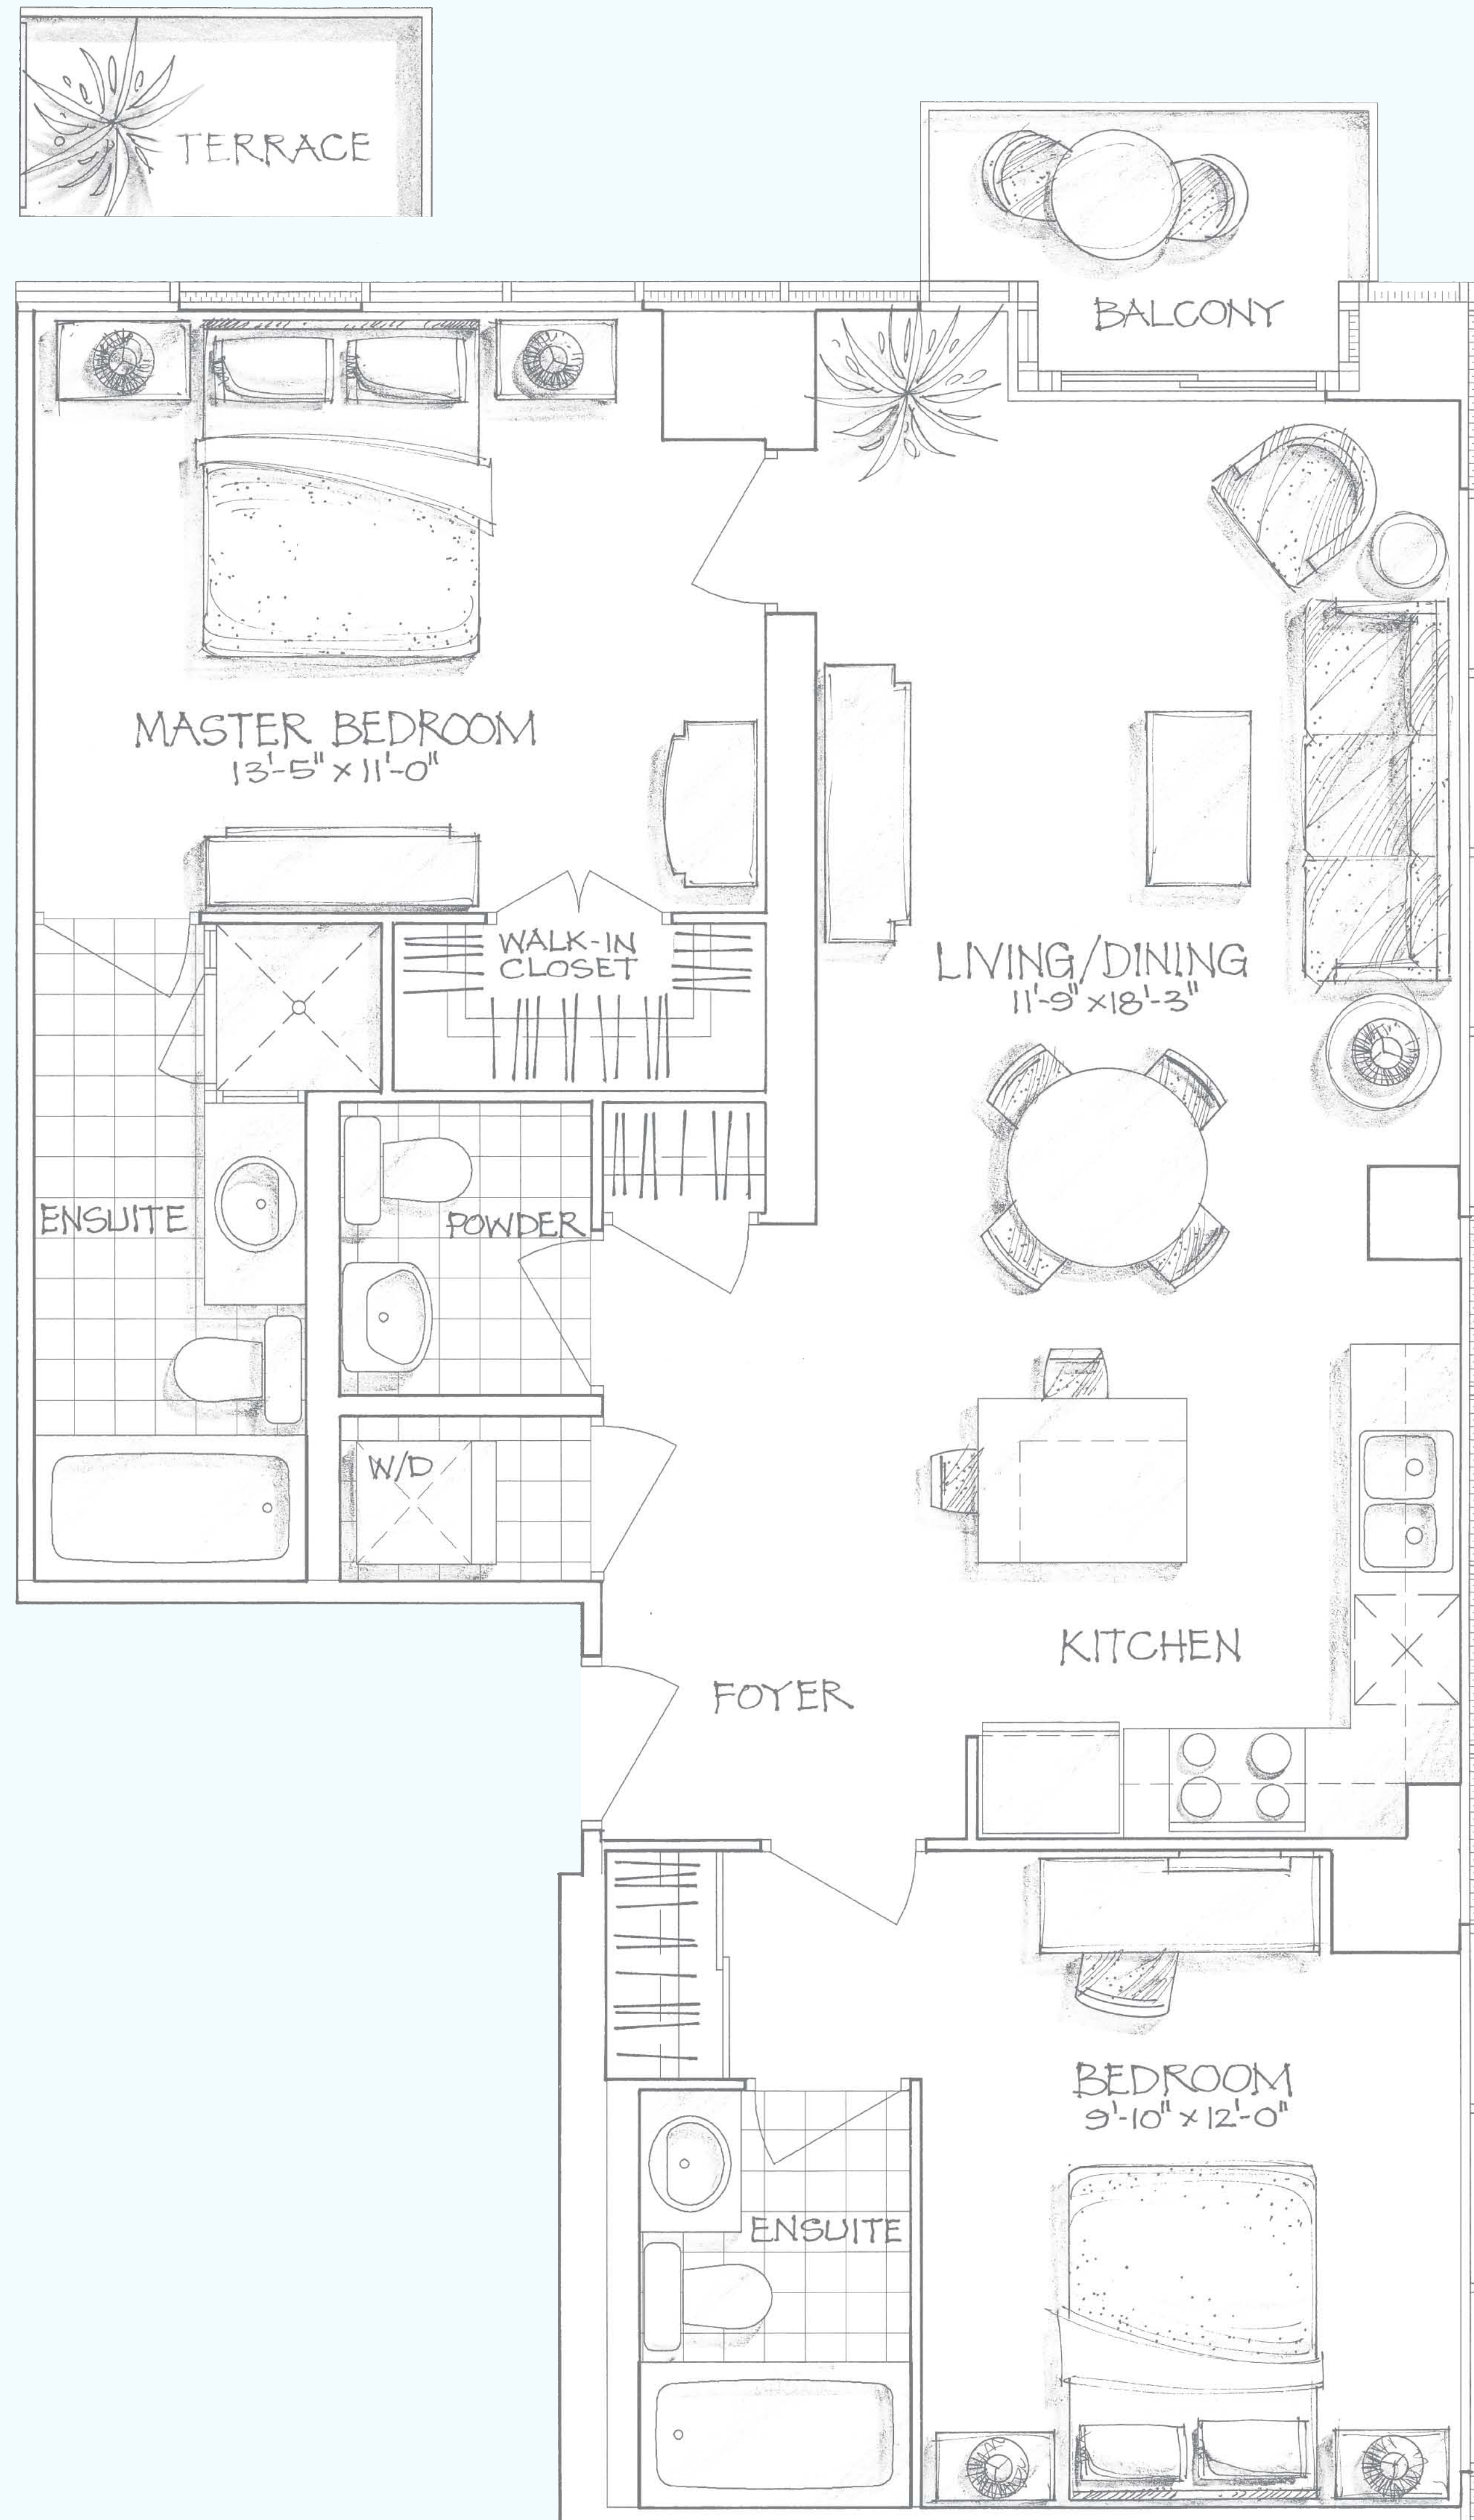 TERRACE
BALCONY
MASTER BEDROOM
13'-5" x 11'-0"
WALK-IN
CLOSET
LIVING/DINING
11'-9" x 18'-3"
ENSUITE
POWDER
W/D
KITCHEN
FOYER
BEDROOM
9'-10" x 12'-0"
ENSUITE